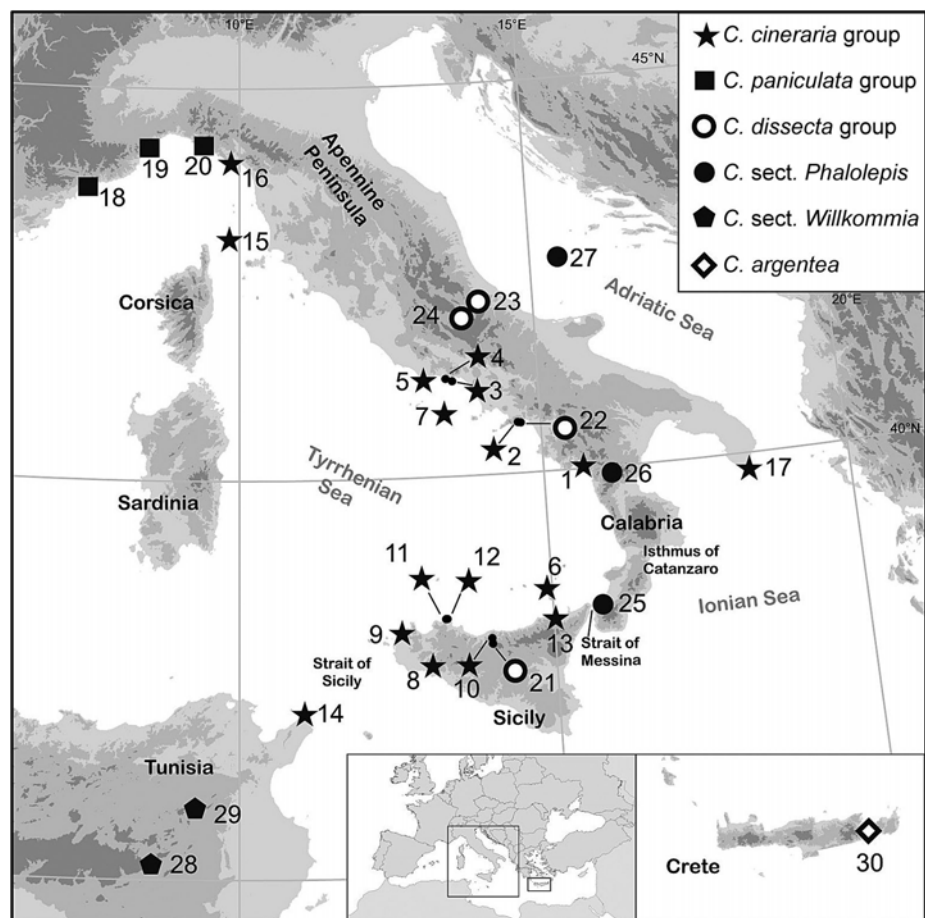 10°E
15°E
45°N
C. cineraria group
C. paniculata group
C. dissecta group
C. sect. Phalolepis
C. sect. Willkommia
C. argentea
20°E
40°N
Apennine
Peninsula
18
19
20
16
15
Corsica
27
Adriatic Sea
23
24
4
5
3
7
22
2
1
26
17
Tyrrhenian
Sea
Sardinia
Calabria
Isthmus of
Catanzaro
11
12
6
25
Ionian Sea
9
13
Strait of
Messina
Strait of
Sicily
8
10
21
Sicily
14
Tunisia
29
28
Crete
30